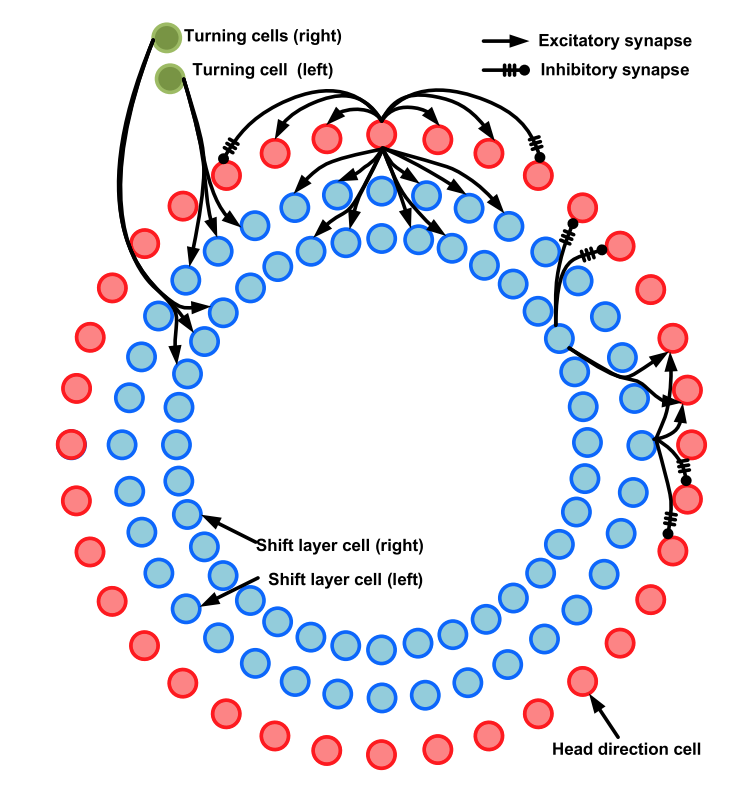 Turning cells (right)
Turning cell (left)
Excitatory synapse
Inhibitory synapse
Shift layer cell (right)
Shift layer cell (left)
Head direction cell